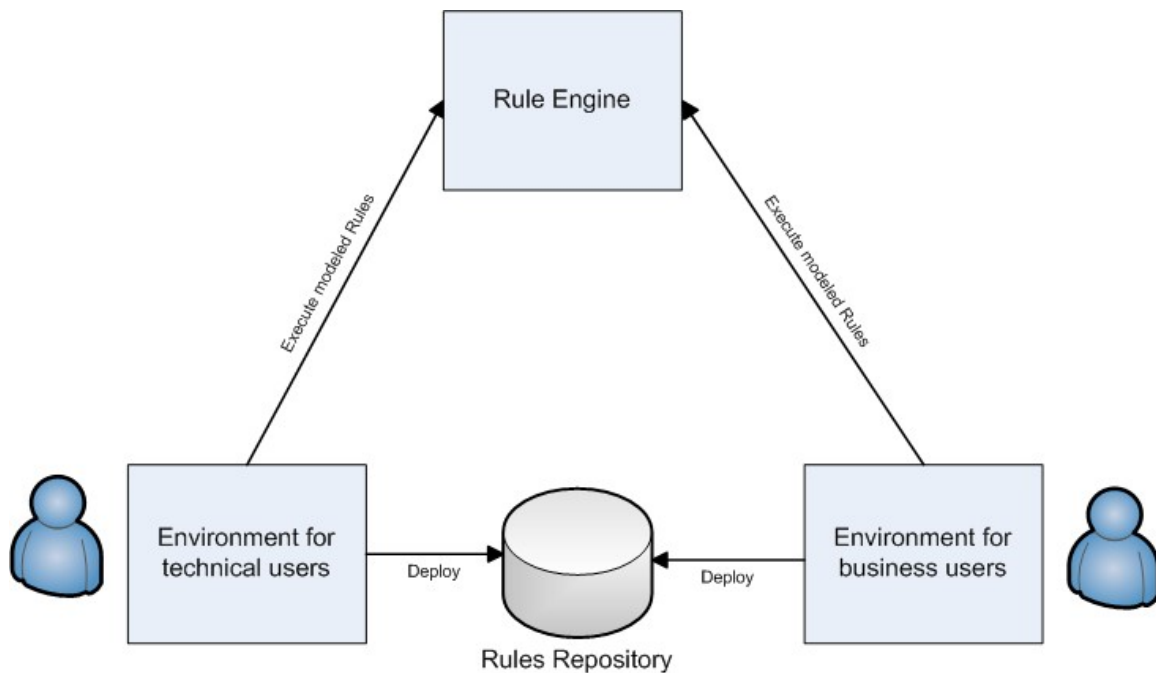 Rule Engine
Execute modeled Rules
Execute modeled Rules
Environment for
technical users
Deploy
Rules Repository
Deploy
Environment for
business users